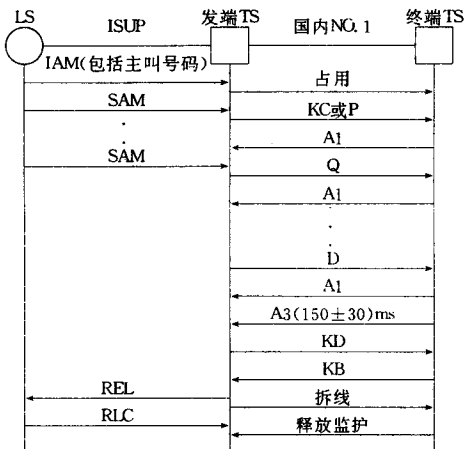 LS ISUP 发端TS 国内NO.1 终端TS
IAM(包括主叫号码)
占用
SAM
KC或P
A1
SAM
Q
A1
D
A1
A3(150±30)ms
KD
KB
REL
拆线
RLC
释放监护